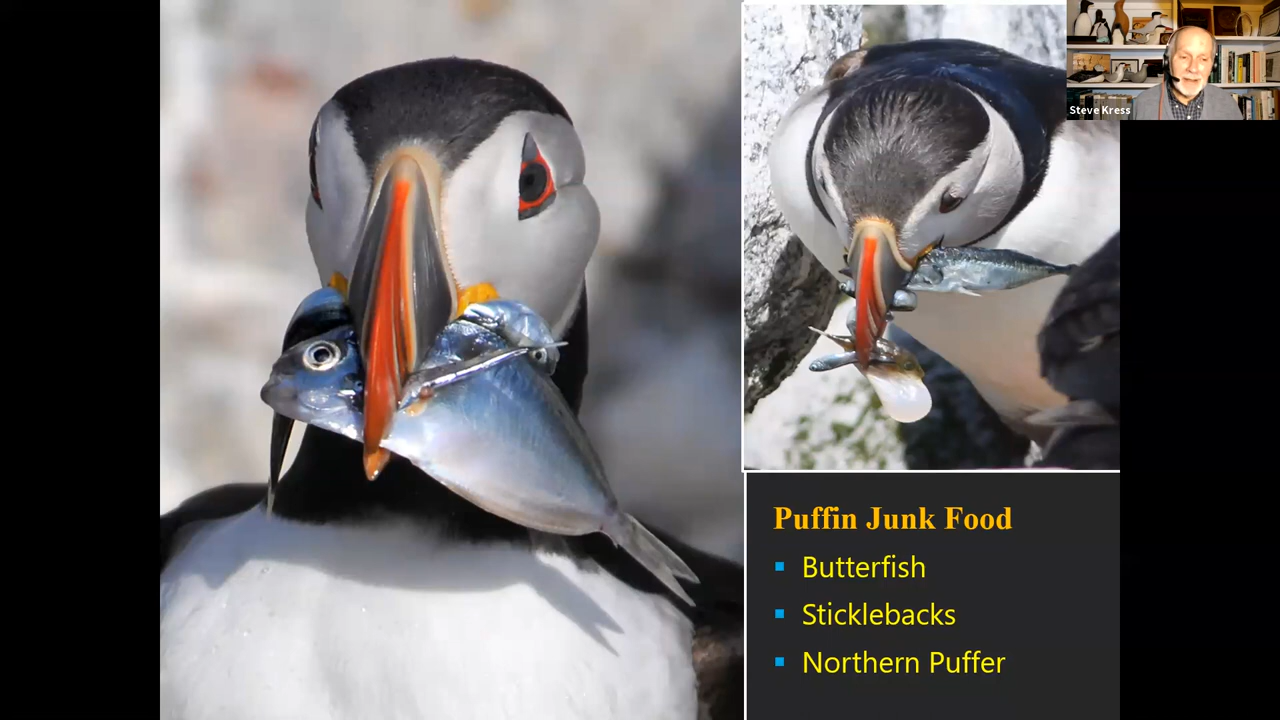 Steve Kress
Puffin Junk Food
Butterfish
Sticklebacks
Northern Puffer